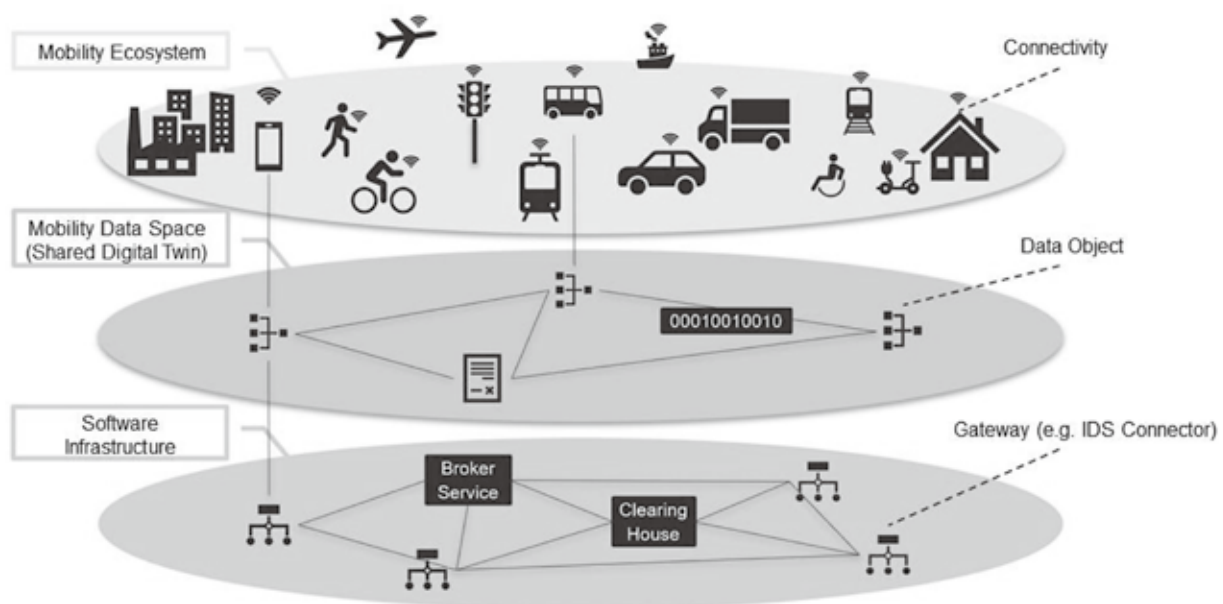 Mobility Ecosystem
Connectivity
Mobility Data Space
(Shared Digital Twin)
Data Object
00010010010
Software
Infrastructure
Gateway (e.g. IDS Connector)
Broker
Service
Clearing
House